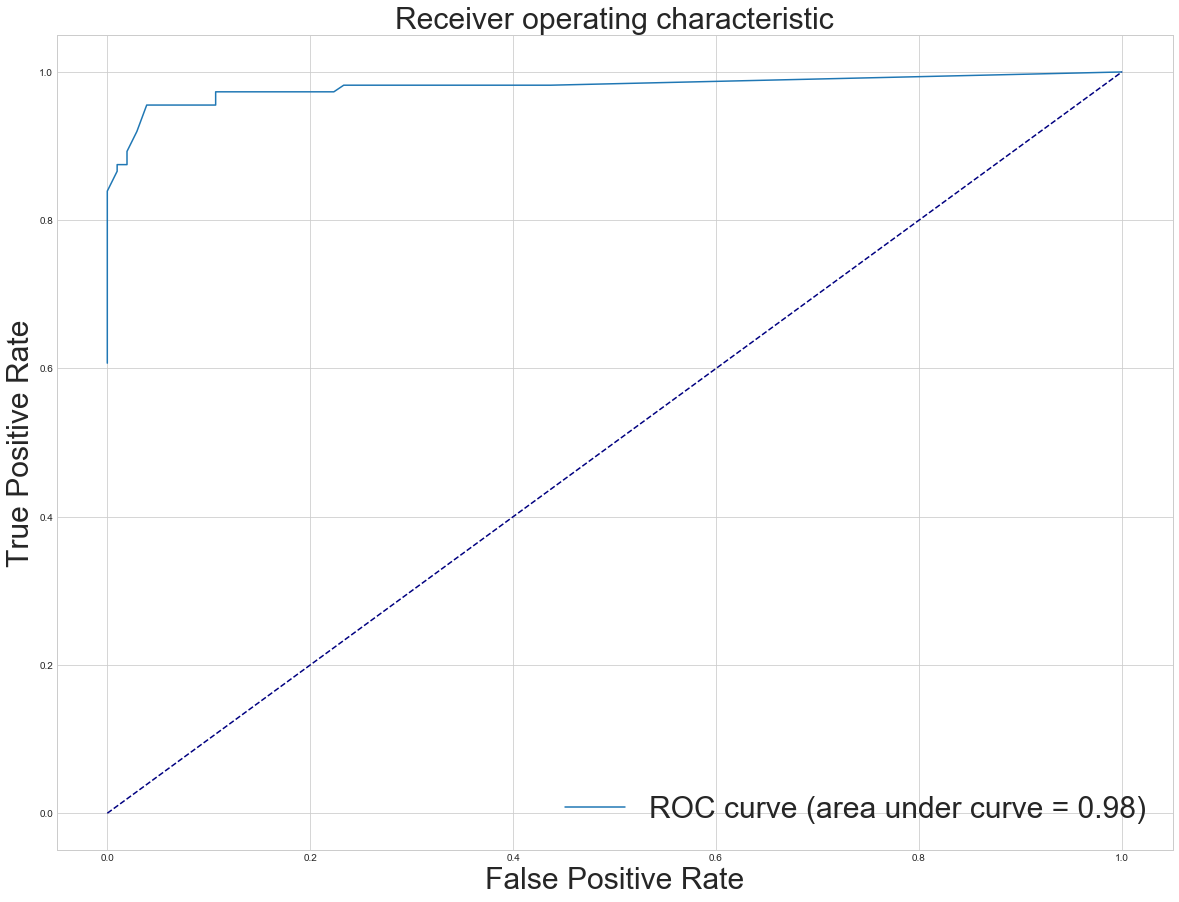 Receiver operating characteristic
True Positive Rate
1.0
0.8
0.6
0.4
0.2
0.0
ROC curve (area under curve = 0.98)
0.0 0.2 0.4 0.6 0.8 1.0
False Positive Rate